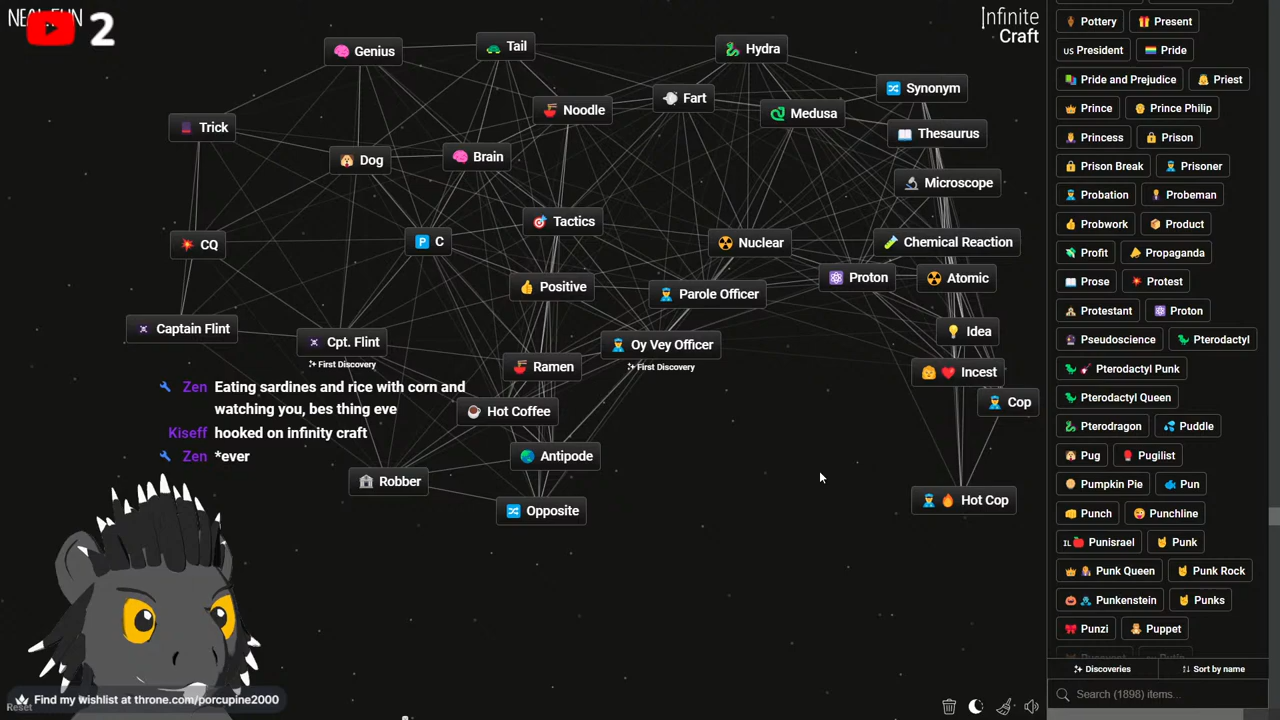 NEAL.FUN
2
Infinite
Craft
🧠 Genius
🐢 Tail
🐍 Hydra
🔀 Synonym
🍜 Noodle
💨 Fart
🐍 Medusa
📖 Thesaurus
Trick
🐶 Dog
🧠 Brain
🔬 Microscope
🎯 Tactics
💥 CQ
🅿️ C
☢️ Nuclear
🧪 Chemical Reaction
⚛️ Proton
☢️ Atomic
👍 Positive
👮 Parole Officer
Captain Flint
Cpt. Flint
First Discovery
👮 Oy Vey Officer
First Discovery
💡 Idea
🍜 Ramen
Incest
👮 Cop
☕ Hot Coffee
🌏 Antipode
🏦 Robber
🔀 Opposite
👮 🔥 Hot Cop
Zen Eating sardines and rice with corn and
watching you, bes thing eve
Kiseff hooked on infinity craft
Zen *ever
Find my wishlist at throne.com/porcupine2000
Reset
Pottery Present
US President Pride
Pride and Prejudice Priest
Prince Prince Philip
Princess Prison
Prison Break Prisoner
Probation Probeman
Probwork Product
Profit Propaganda
Prose Protest
Protestant Proton
Pseudoscience Pterodactyl
Pterodactyl Punk
Pterodactyl Queen
Pterodragon Puddle
Pug Pugilist
Pumpkin Pie Pun
Punch Punchline
IL Punisrael Punk
Punk Queen Punk Rock
Punkenstein Punks
Punzi Puppet
Discoveries Sort by name
Search (1898) items...